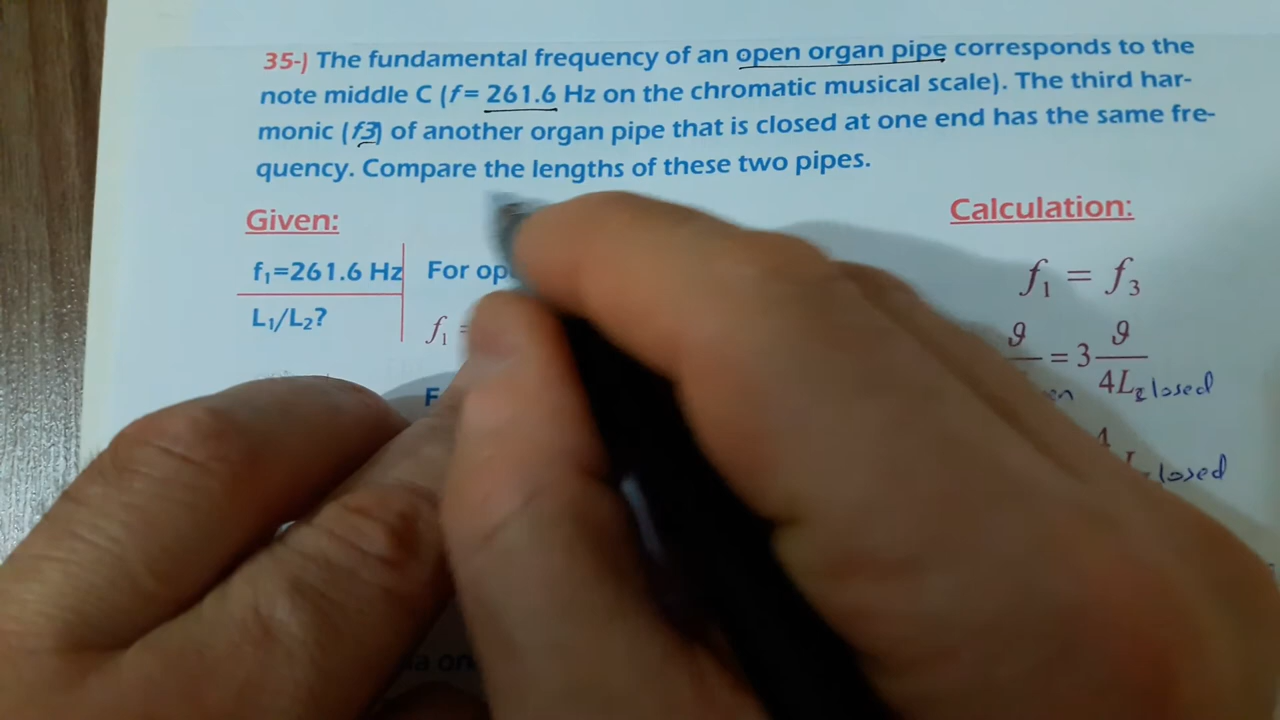 35-) The fundamental frequency of an open organ pipe corresponds to the
note middle C (f= 261.6 Hz on the chromatic musical scale). The third har-
monic (f3) of another organ pipe that is closed at one end has the same fre-
quency. Compare the lengths of these two pipes.
Given:
f₁=261.6 Hz
L₁/L₂?
For op
f₁ =
F
Calculation:
f₁ = f₃
ϑ = 3 ϑ
4L₂losed
losed